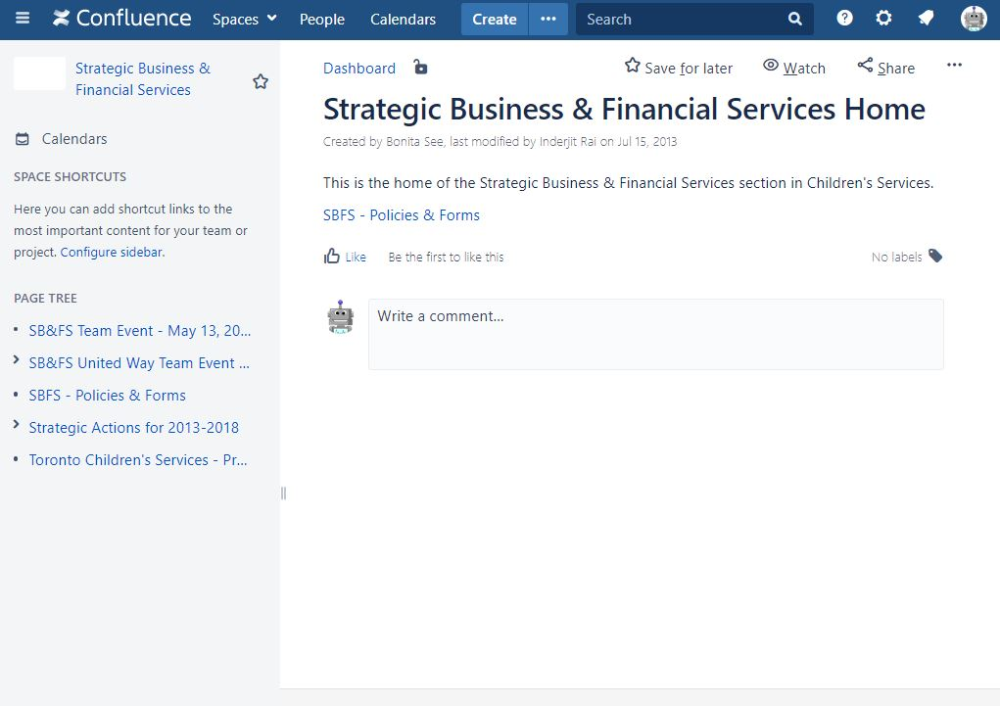 Confluence Spaces People Calendars Create ... Search
Strategic Business &
Financial Services
Calendars
SPACE SHORTCUTS
Here you can add shortcut links to the
most important content for your team or
project. Configure sidebar.
PAGE TREE
SB&FS Team Event - May 13, 20...
SB&FS United Way Team Event ...
SBFS - Policies & Forms
Strategic Actions for 2013-2018
Toronto Children's Services - Pr...
Dashboard
Save for later Watch Share ...
Strategic Business & Financial Services Home
Created by Bonita See, last modified by Inderjit Rai on Jul 15, 2013
This is the home of the Strategic Business & Financial Services section in Children's Services.
SBFS - Policies & Forms
Like Be the first to like this No labels
Write a comment...